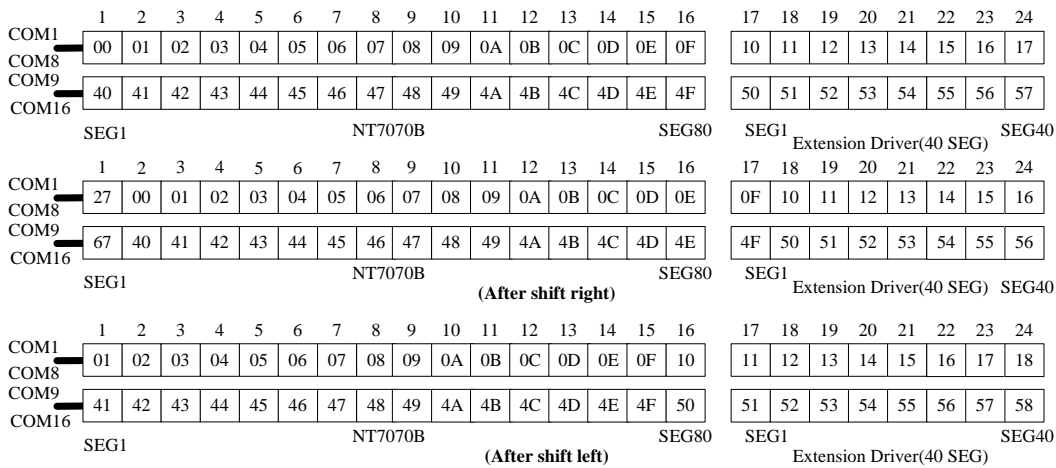 1 2 3 4 5 6 7 8 9 10 11 12 13 14 15 16 17 18 19 20 21 22 23 24
COM1
00 01 02 03 04 05 06 07 08 09 0A 0B 0C 0D 0E 0F 10 11 12 13 14 15 16 17
COM8
COM9
40 41 42 43 44 45 46 47 48 49 4A 4B 4C 4D 4E 4F 50 51 52 53 54 55 56 57
COM16
SEG1 NT7070B SEG80 SEG1 SEG40
Extension Driver(40 SEG)
1 2 3 4 5 6 7 8 9 10 11 12 13 14 15 16 17 18 19 20 21 22 23 24
COM1
27 00 01 02 03 04 05 06 07 08 09 0A 0B 0C 0D 0E 0F 10 11 12 13 14 15 16
COM8
COM9
67 40 41 42 43 44 45 46 47 48 49 4A 4B 4C 4D 4E 4F 50 51 52 53 54 55 56
COM16
SEG1 NT7070B SEG80 SEG1
Extension Driver(40 SEG) SEG40
(After shift right)
1 2 3 4 5 6 7 8 9 10 11 12 13 14 15 16 17 18 19 20 21 22 23 24
COM1
01 02 03 04 05 06 07 08 09 0A 0B 0C 0D 0E 0F 10 11 12 13 14 15 16 17 18
COM8
COM9
41 42 43 44 45 46 47 48 49 4A 4B 4C 4D 4E 4F 50 51 52 53 54 55 56 57 58
COM16
SEG1 NT7070B SEG80 SEG1 SEG40
(After shift left) Extension Driver(40 SEG)